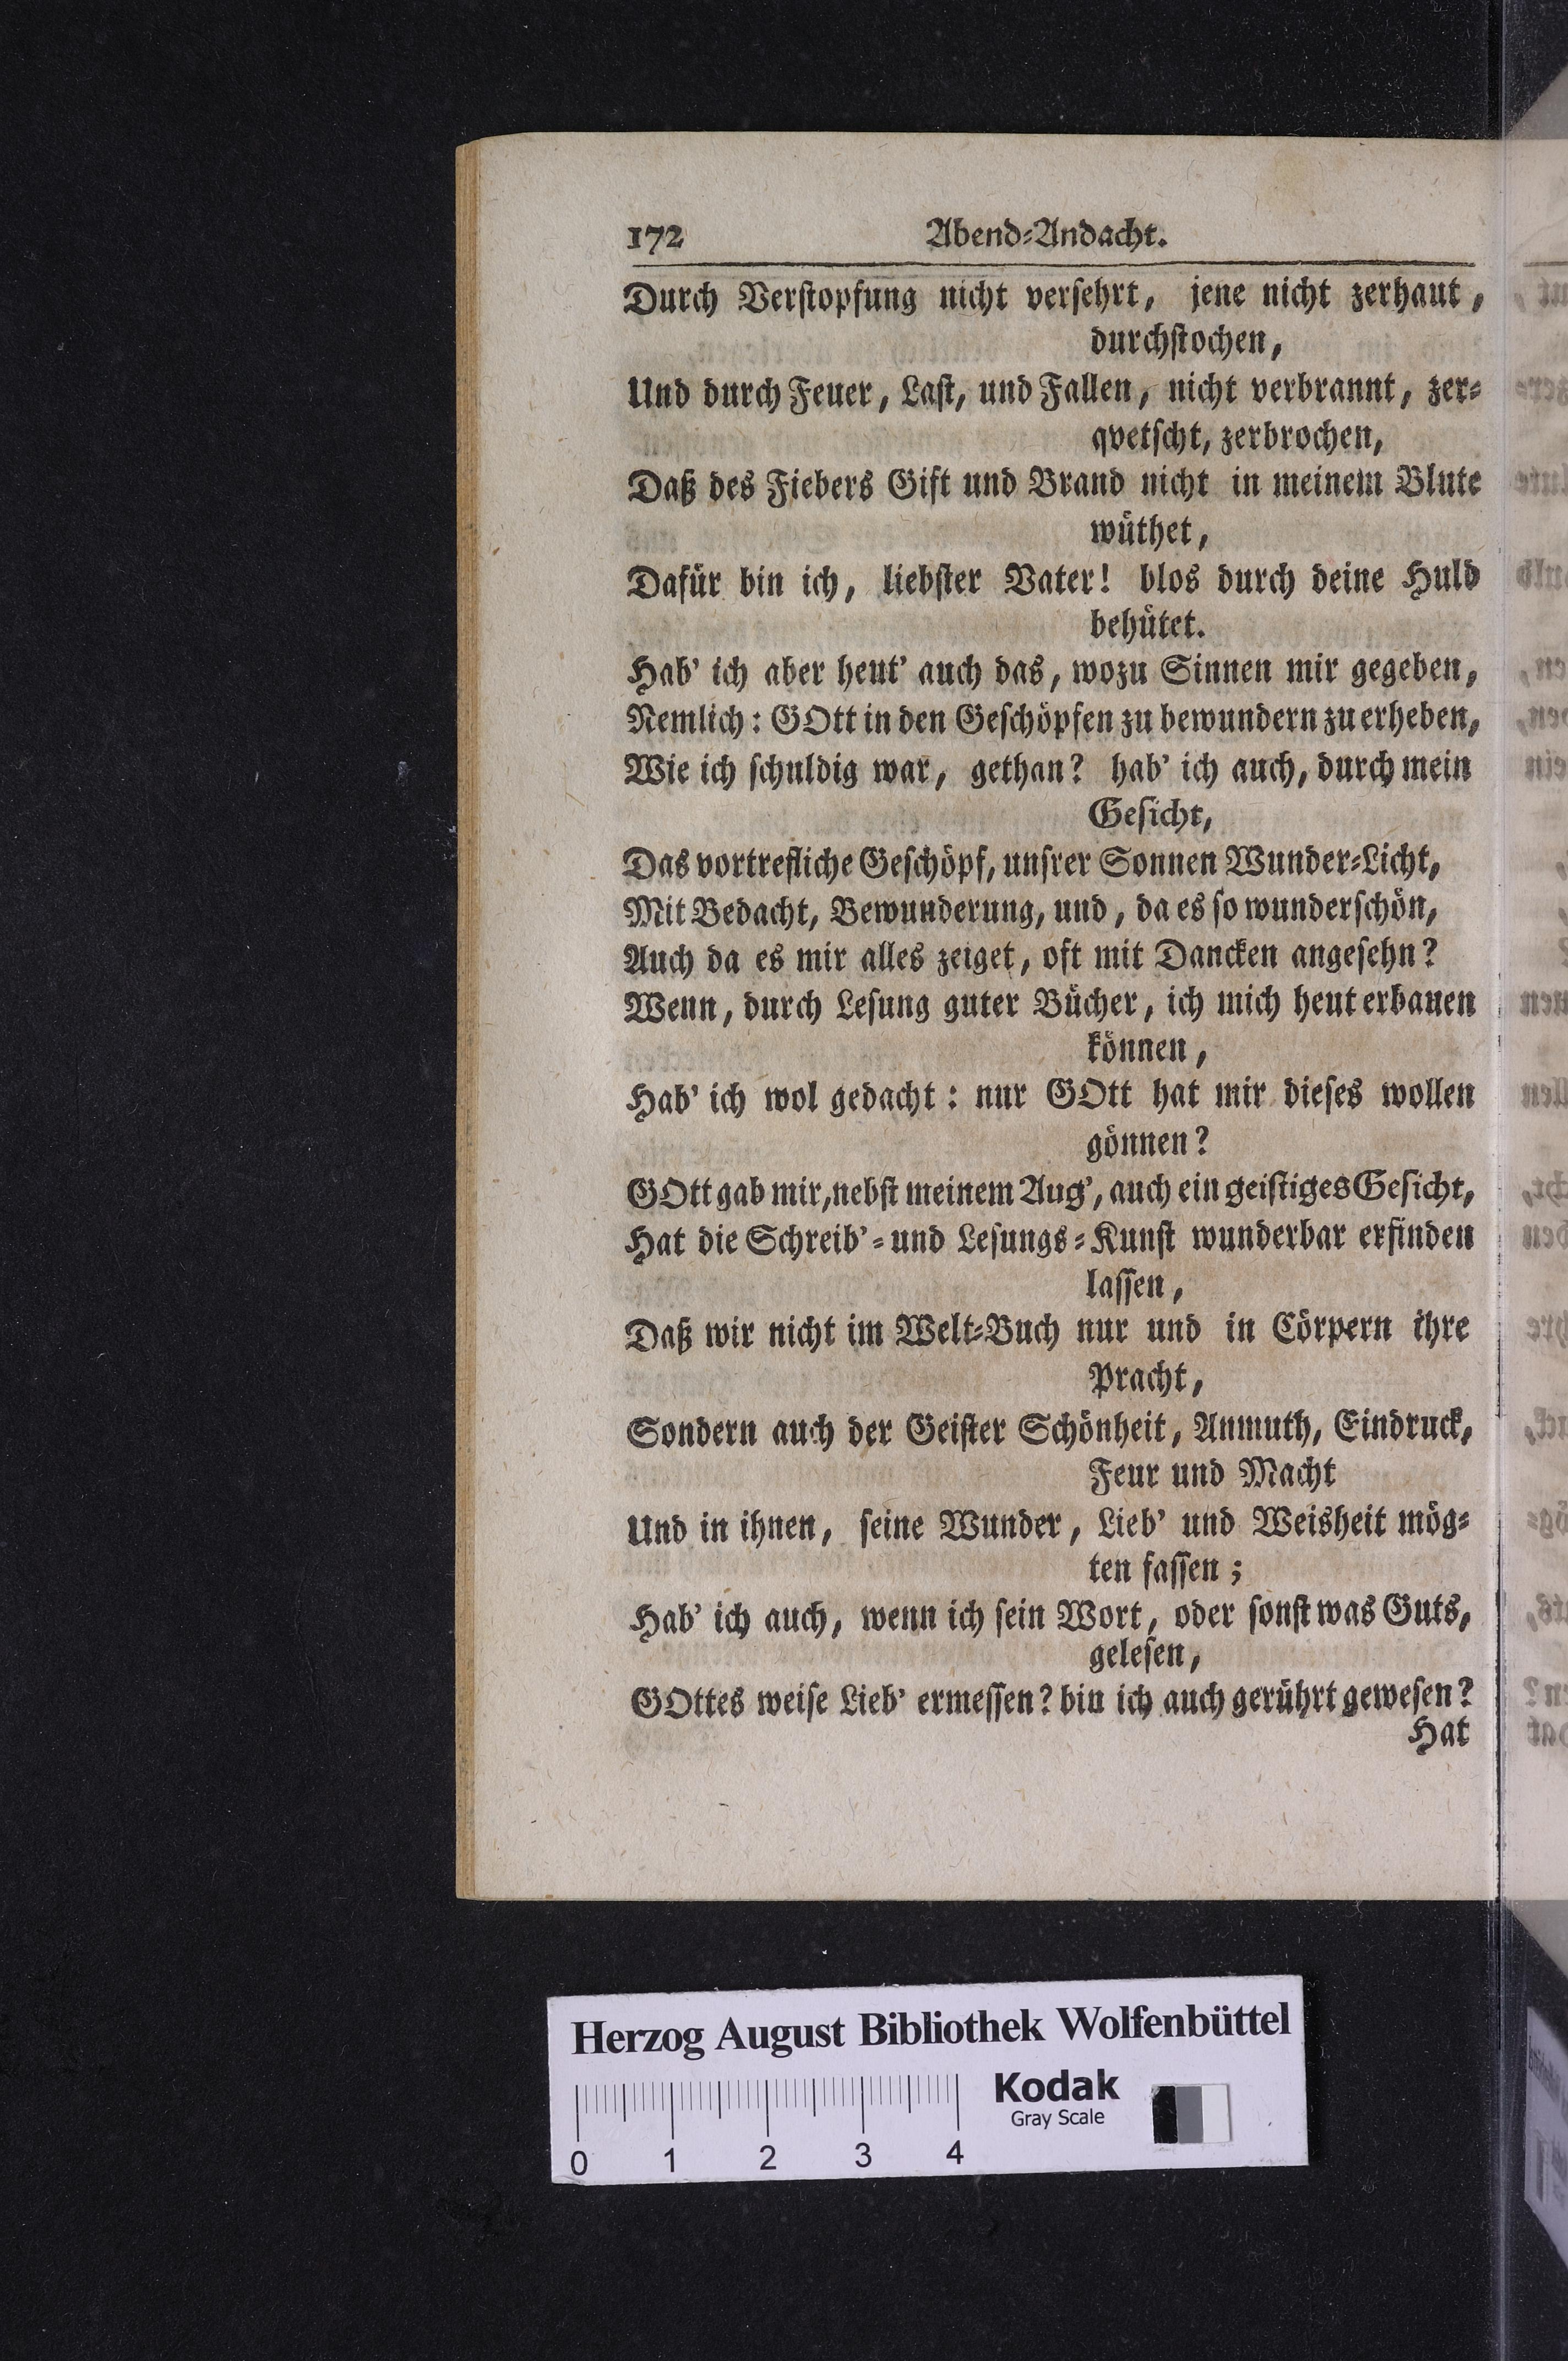 172 Abend-Andacht.
Durch Verstopfung nicht versehrt, jene nicht zerhaut,
durchstochen,
Und durch Feuer, Last, und Fallen, nicht verbrannt, zer-
qvetscht, zerbrochen,
Daß des Fiebers Gift und Brand nicht in meinem Blute
wüthet,
Dafür bin ich, liebster Vater! blos durch deine Huld
behütet.
Hab' ich aber heut' auch das, wozu Sinnen mir gegeben,
Nemlich: GOtt in den Geschöpfen zu bewundern zu erheben,
Wie ich schuldig war, gethan? hab' ich auch, durch mein
Gesicht,
Das vortrefliche Geschöpf, unsrer Sonnen Wunder-Licht,
Mit Bedacht, Bewunderung, und, da es so wunderschön,
Auch da es mir alles zeiget, oft mit Dancken angesehn?
Wenn, durch Lesung guter Bücher, ich mich heut erbauen
können,
Hab' ich wol gedacht: nur GOtt hat mir dieses wollen
gönnen?
GOtt gab mir, nebst meinem Aug', auch ein geistiges Gesicht,
Hat die Schreib'- und Lesungs-Kunst wunderbar erfinden
lassen,
Daß wir nicht im Welt-Buch nur und in Cörpern ihre
Pracht,
Sondern auch der Geister Schönheit, Anmuth, Eindruck,
Feur und Macht
Und in ihnen, seine Wunder, Lieb' und Weisheit mög-
ten fassen;
Hab' ich auch, wenn ich sein Wort, oder sonst was Guts,
gelesen,
GOttes weise Lieb' ermessen? bin ich auch gerührt gewesen?
Hat
Herzog August Bibliothek Wolfenbüttel
Kodak
Gray Scale
0 1 2 3 4